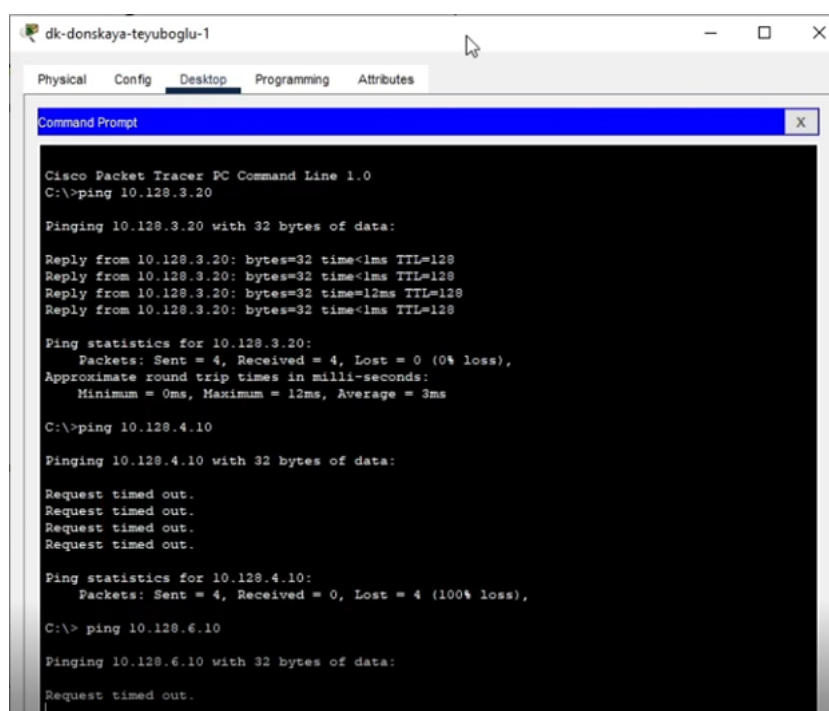 dk-donskaya-teyuboglu-1
Physical Config Desktop Programming Attributes
Command Prompt
X
Cisco Packet Tracer PC Command Line 1.0
C:\>ping 10.128.3.20
Pinging 10.128.3.20 with 32 bytes of data:
Reply from 10.128.3.20: bytes=32 time<1ms TTL=128
Reply from 10.128.3.20: bytes=32 time<1ms TTL=128
Reply from 10.128.3.20: bytes=32 time=12ms TTL=128
Reply from 10.128.3.20: bytes=32 time<1ms TTL=128
Ping statistics for 10.128.3.20:
Packets: Sent = 4, Received = 4, Lost = 0 (0% loss),
Approximate round trip times in milli-seconds:
Minimum = 0ms, Maximum = 12ms, Average = 3ms
C:\>ping 10.128.4.10
Pinging 10.128.4.10 with 32 bytes of data:
Request timed out.
Request timed out.
Request timed out.
Request timed out.
Ping statistics for 10.128.4.10:
Packets: Sent = 4, Received = 0, Lost = 4 (100% loss),
C:\> ping 10.128.6.10
Pinging 10.128.6.10 with 32 bytes of data:
Request timed out.